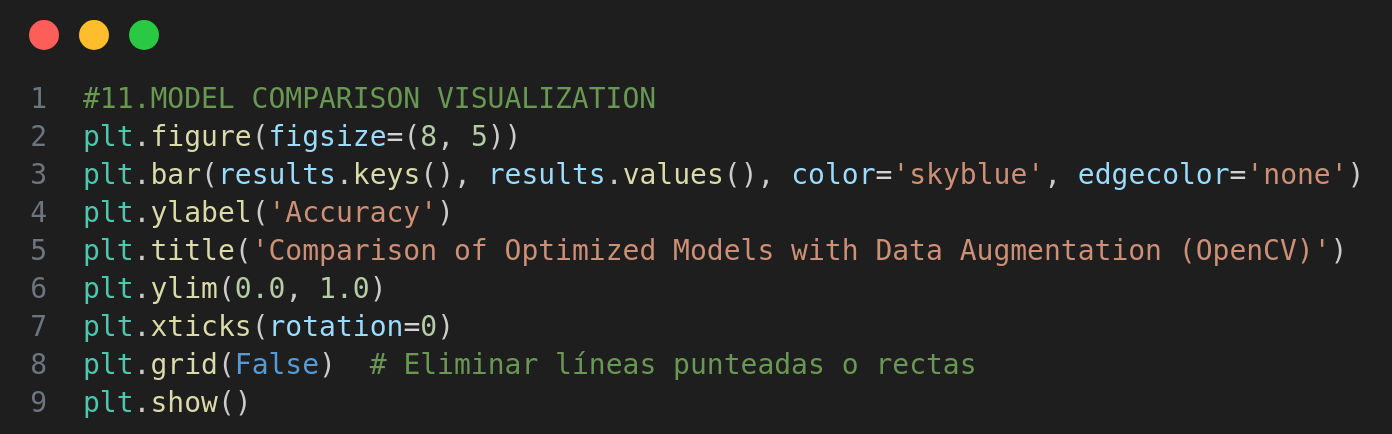 1 #11.MODEL COMPARISON VISUALIZATION
2 plt.figure(figsize=(8, 5))
3 plt.bar(results.keys(), results.values(), color='skyblue', edgecolor='none')
4 plt.ylabel('Accuracy')
5 plt.title('Comparison of Optimized Models with Data Augmentation (OpenCV)')
6 plt.ylim(0.0, 1.0)
7 plt.xticks(rotation=0)
8 plt.grid(False)  # Eliminar líneas punteadas o rectas
9 plt.show()